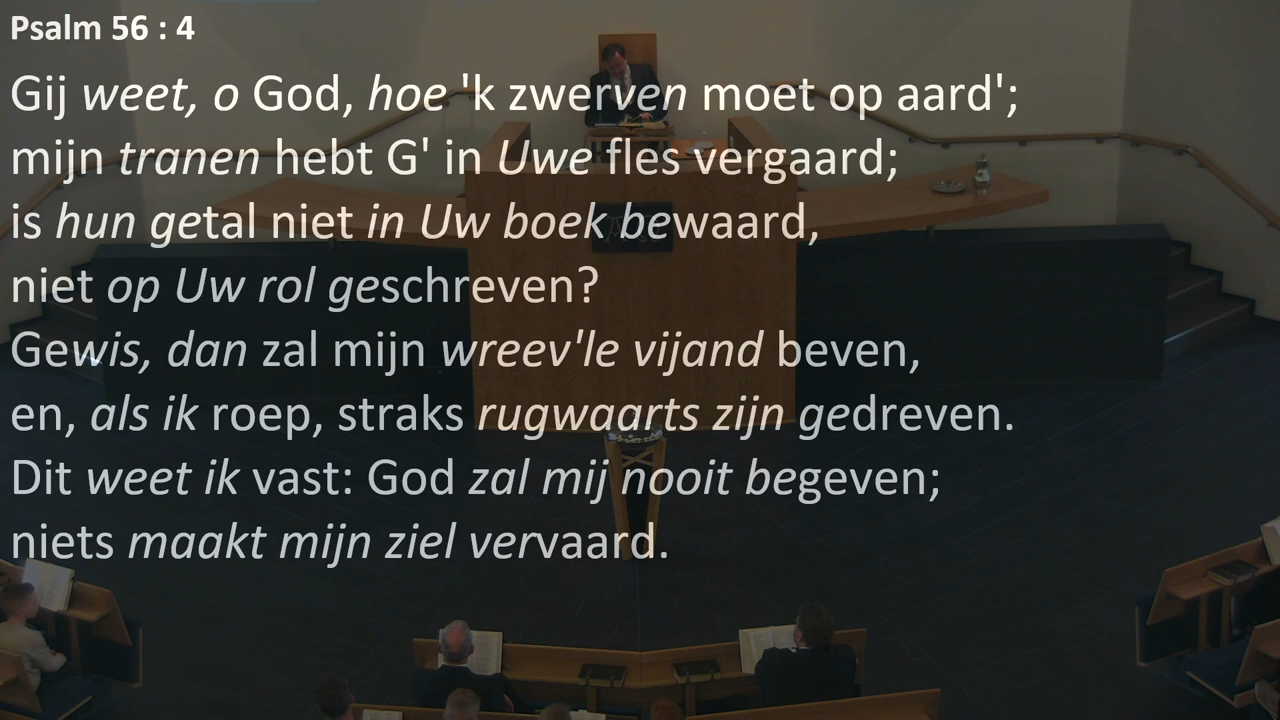 Psalm 56 : 4
Gij weet, o God, hoe 'k zwerven moet op aard';
mijn tranen hebt G' in Uwe fles vergaard;
is hun getal niet in Uw boek bewaard,
niet op Uw rol geschreven?
Gewis, dan zal mijn wreev'le vijand beven,
en, als ik roep, straks rugwaarts zijn gedreven.
Dit weet ik vast: God zal mij nooit begeven;
niets maakt mijn ziel vervaard.